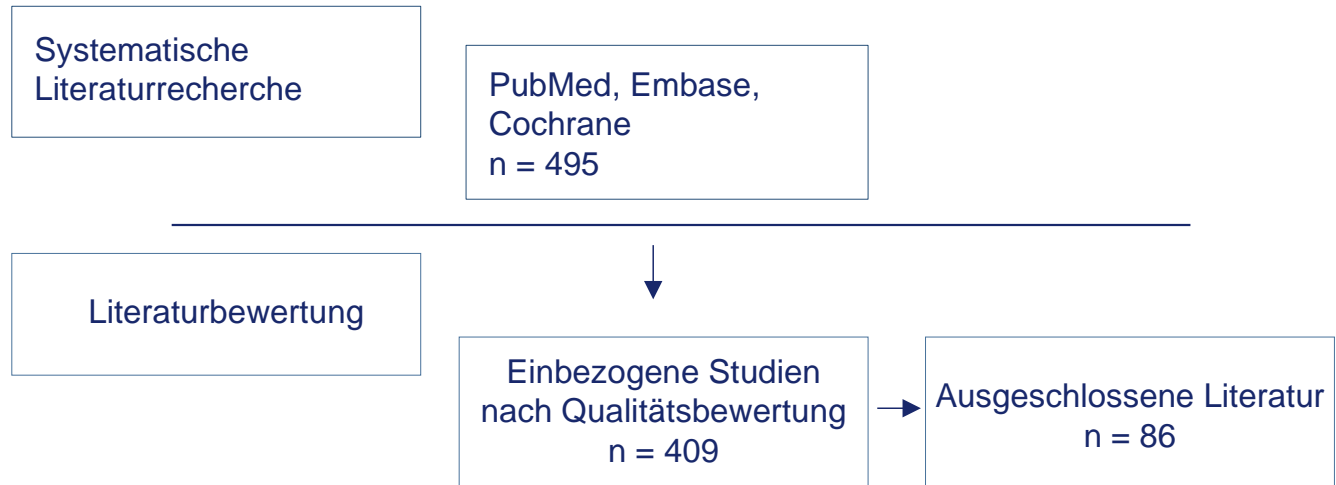 Systematische
Literaturrecherche
PubMed, Embase,
Cochrane
n = 495
Literaturbewertung
Einbezogene Studien
nach Qualitätsbewertung
n = 409
Ausgeschlossene Literatur
n = 86